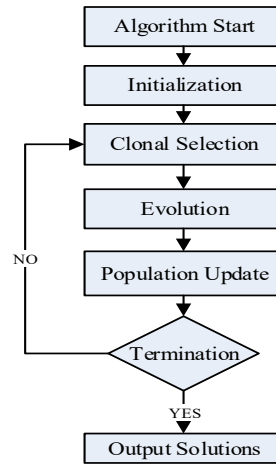 Algorithm Start
Initialization
Clonal Selection
Evolution
NO
Population Update
Termination
YES
Output Solutions